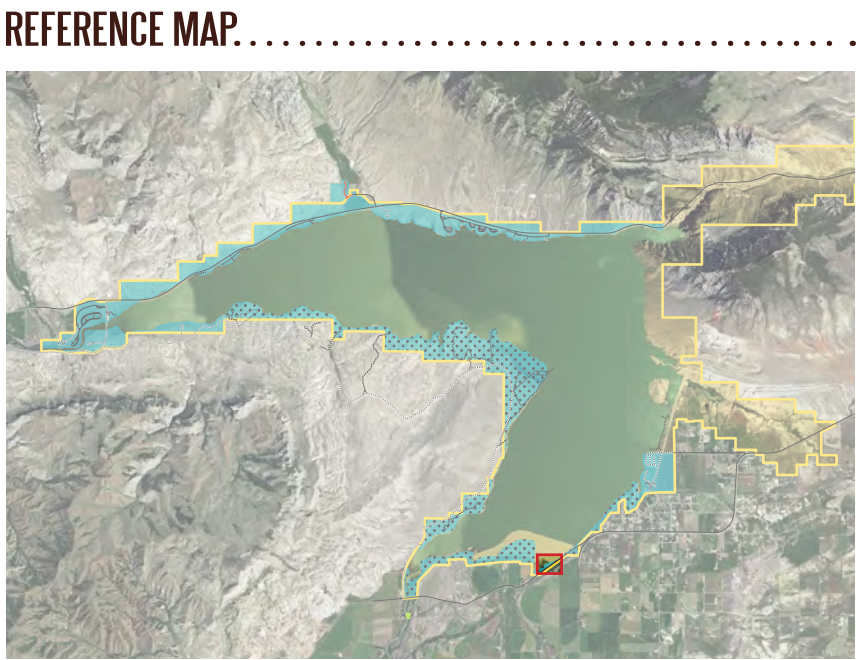 REFERENCE MAP. . . . . . . . . . . . . . . . . . . . . . . . . . . . . . . . . . . . .